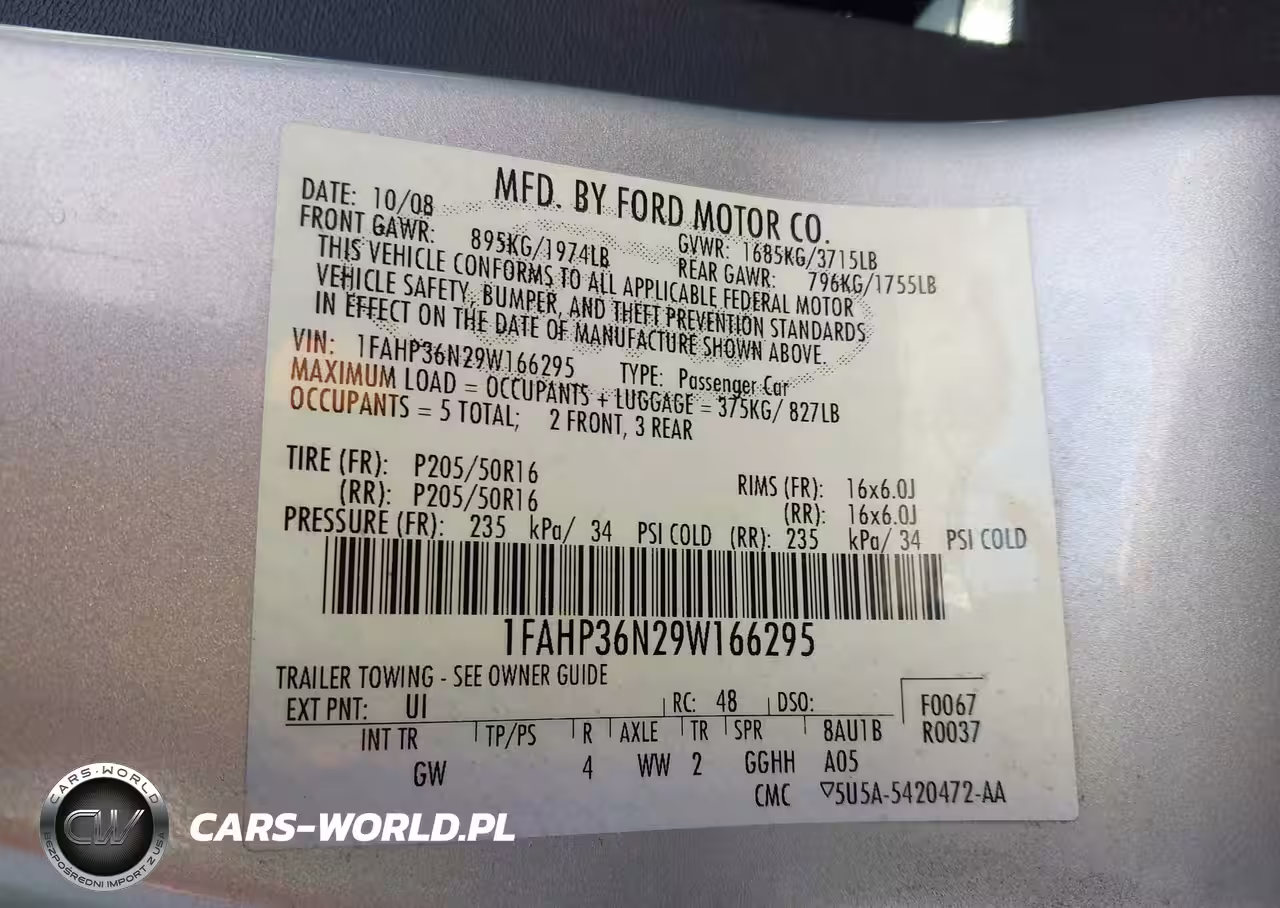 MFD. BY FORD MOTOR CO.
DATE: 10/08
GVWR: 1685KG/3715LB
FRONT GAWR: 895KG/1974LB REAR GAWR: 796KG/1755LB
THIS VEHICLE CONFORMS TO ALL APPLICABLE FEDERAL MOTOR
VEHICLE SAFETY, BUMPER, AND THEFT PREVENTION STANDARDS
IN EFFECT ON THE DATE OF MANUFACTURE SHOWN ABOVE.
VIN: 1FAHP36N29W166295 TYPE: Passenger Car
MAXIMUM LOAD = OCCUPANTS + LUGGAGE = 375KG/ 827LB
OCCUPANTS = 5 TOTAL; 2 FRONT, 3 REAR
TIRE (FR): P205/50R16 RIMS (FR): 16x6.0J
(RR): P205/50R16 (RR): 16x6.0J
PRESSURE (FR): 235 kPa/ 34 PSI COLD (RR): 235 kPa/ 34 PSI COLD
1FAHP36N29W166295
TRAILER TOWING - SEE OWNER GUIDE
EXT PNT: UI RC: 48 DSO: F0067
INT TR TP/PS R AXLE TR SPR 8AU1B R0037
GW 4 WW 2 GGHH A05
CMC ▽5U5A-5420472-AA
CARS-WORLD
CW
BEZPOŚREDNI IMPORT Z USA
CARS-WORLD.PL